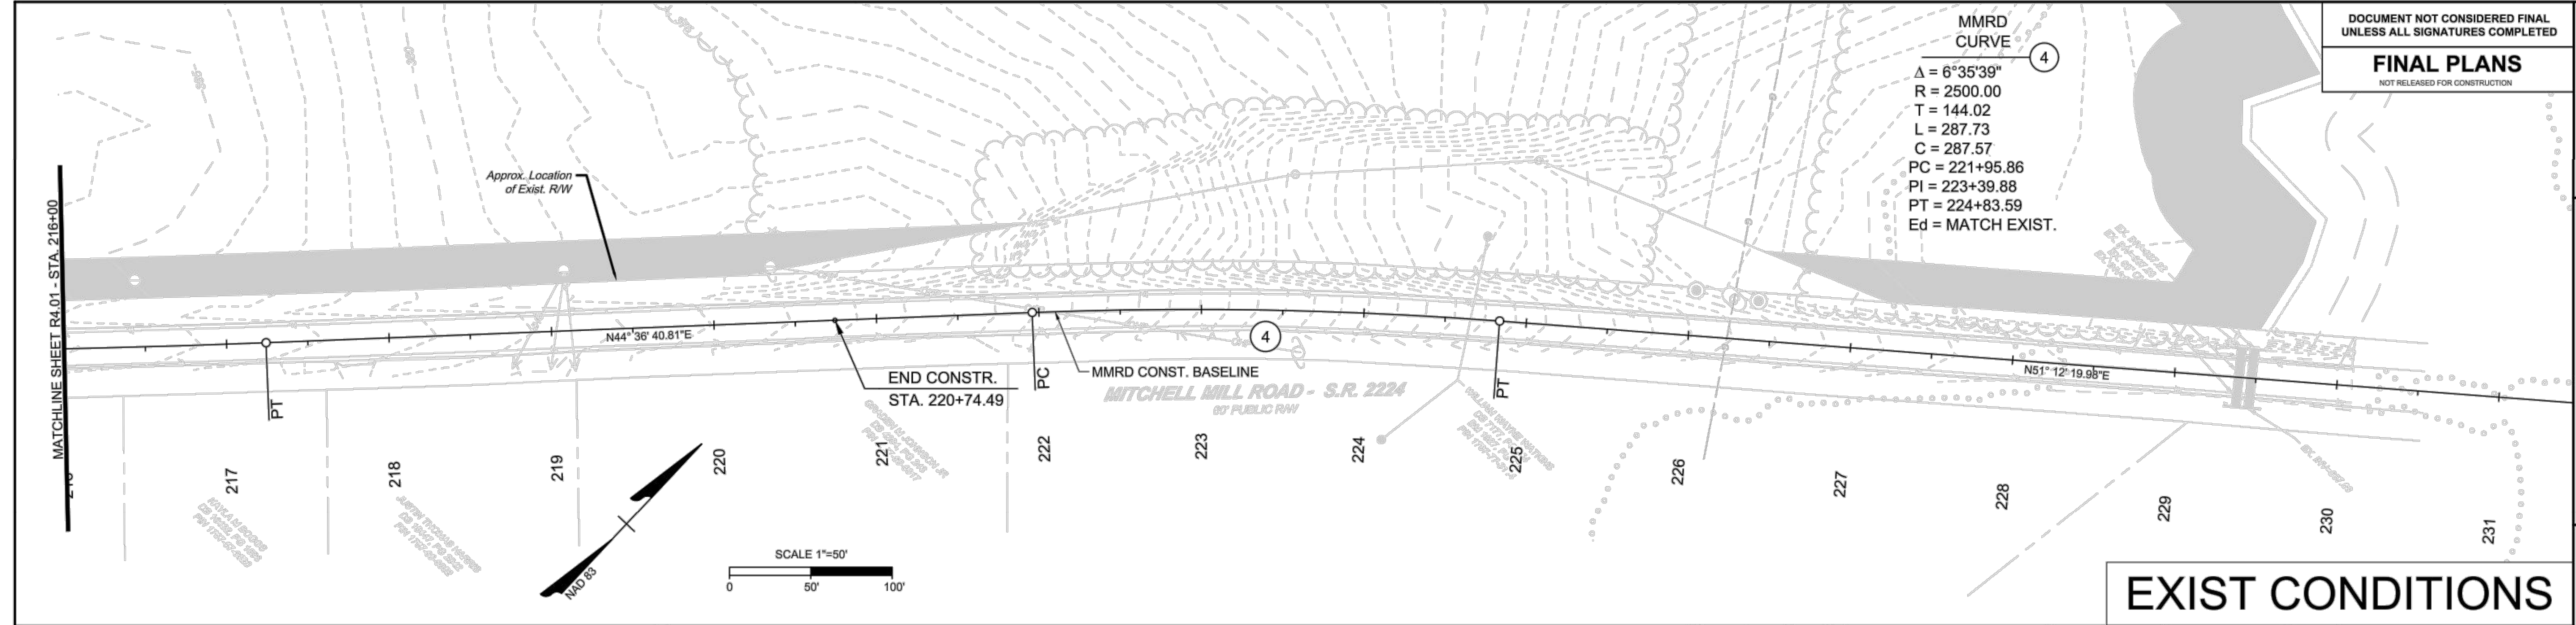 DOCUMENT NOT CONSIDERED FINAL
UNLESS ALL SIGNATURES COMPLETED
FINAL PLANS
NOT RELEASED FOR CONSTRUCTION
MMRD
CURVE
4
Δ = 6°35'39"
R = 2500.00
T = 144.02
L = 287.73
C = 287.57
PC = 221+95.86
PI = 223+39.88
PT = 224+83.59
Ed = MATCH EXIST.
Approx. Location
of Exist. R/W
MATCHLINE SHEET R4.01 - STA. 216+00
N44° 36' 40.81"E
PT
END CONSTR.
STA. 220+74.49
PC
MMRD CONST. BASELINE
4
MITCHELL MILL ROAD - S.R. 2224
60' PUBLIC R/W
PT
N51° 12' 19.98"E
217
218
219
220
221
222
223
224
225
226
227
228
229
230
231
NAD 83
SCALE 1"=50'
0 50' 100'
EXIST CONDITIONS